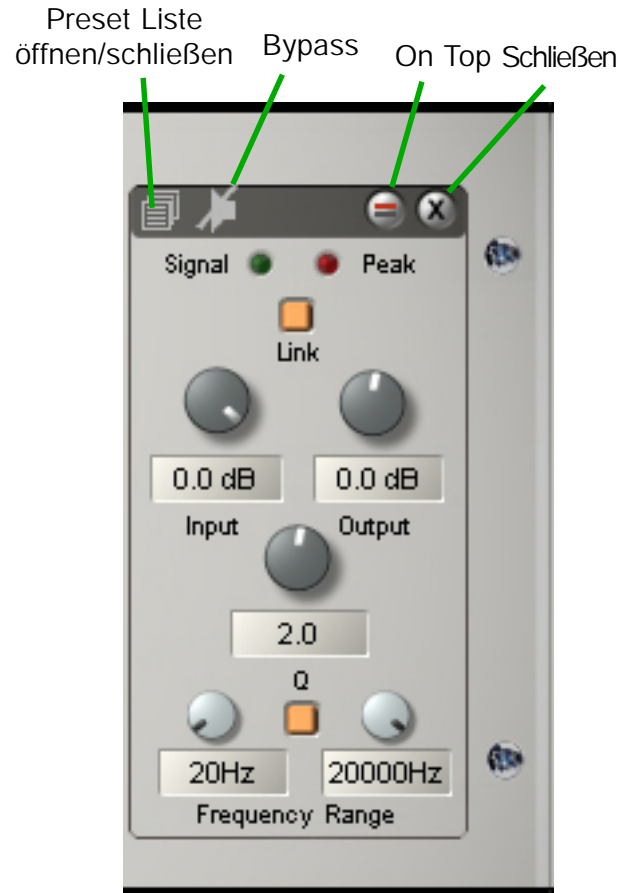 Preset Liste
öffnen/schließen
Bypass
On Top
Schließen
X
Signal
Peak
Link
0.0 dB
0.0 dB
Input
Output
2.0
Q
20Hz
20000Hz
Frequency Range